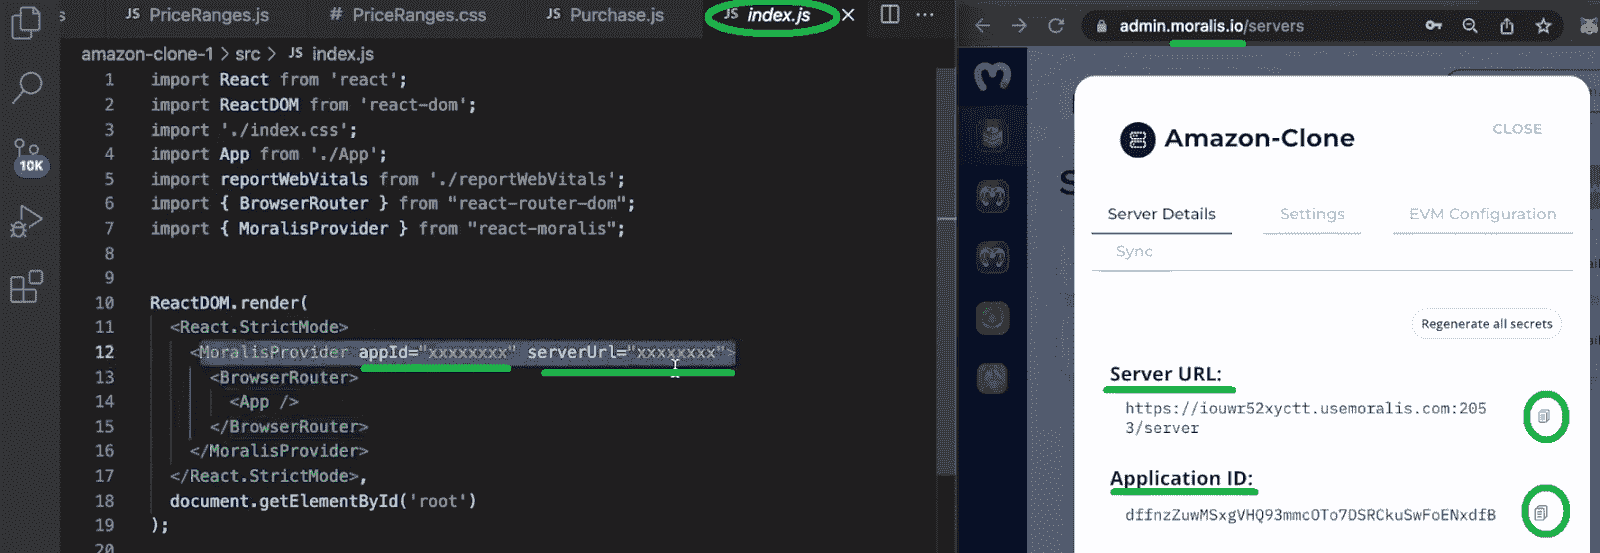 PriceRanges.js
PriceRanges.css
Purchase.js
index.js
amazon-clone-1 > src > JS index.js
1 import React from 'react';
2 import ReactDOM from 'react-dom';
3 import './index.css';
4 import App from './App';
5 import reportWebVitals from './reportWebVitals';
6 import { BrowserRouter } from "react-router-dom";
7 import { MoralisProvider } from "react-moralis";
8
9
10 ReactDOM.render(
11 <React.StrictMode>
12 <MoralisProvider appId="xxxxxxxx" serverUrl="xxxxxxxx">
13 <BrowserRouter>
14 <App />
15 </BrowserRouter>
16 </MoralisProvider>
17 </React.StrictMode>,
18 document.getElementById('root')
19 );
20
10K
admin.moralis.io/servers
Amazon-Clone
CLOSE
Server Details
Settings
EVM Configuration
Sync
Regenerate all secrets
Server URL:
https://iouwr52xyctt.usemoralis.com:205
3/server
Application ID:
dffnzZuwMSxgVHQ93mmcOTo7DSRCkuSwFoENxdfB